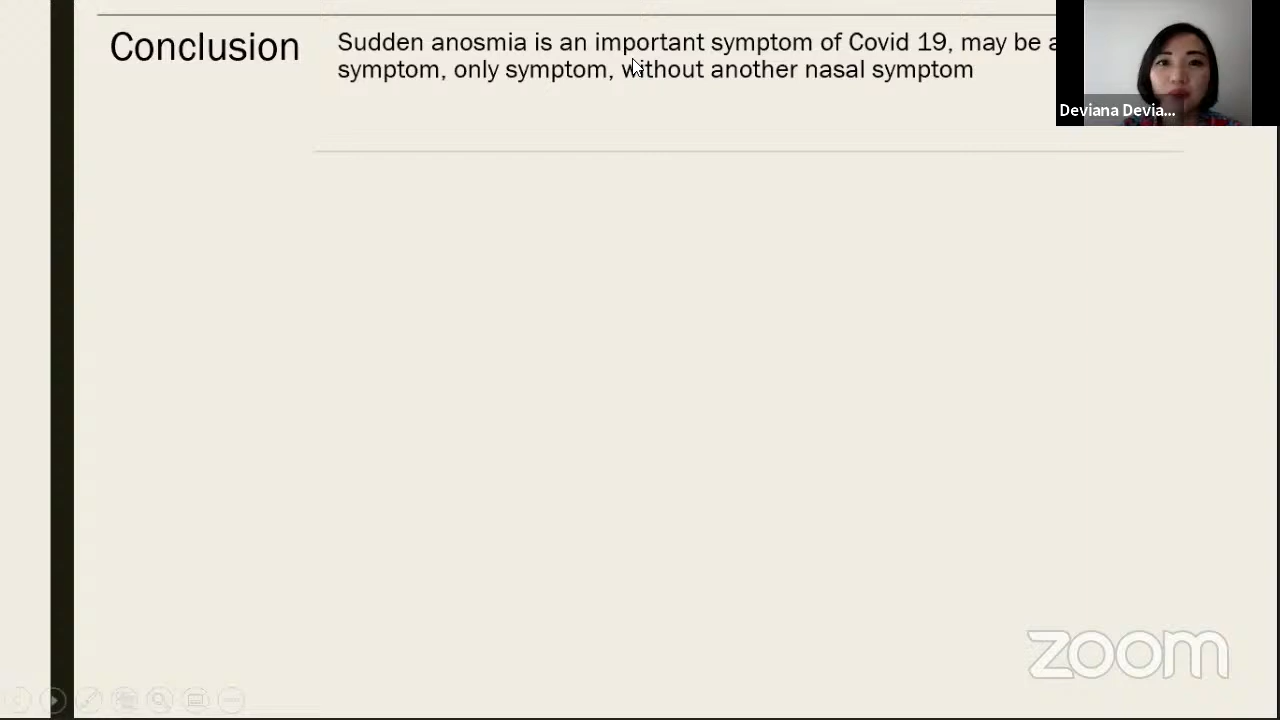 Conclusion
Sudden anosmia is an important symptom of Covid 19, may be a
symptom, only symptom, without another nasal symptom
Deviana Devia...
zoom